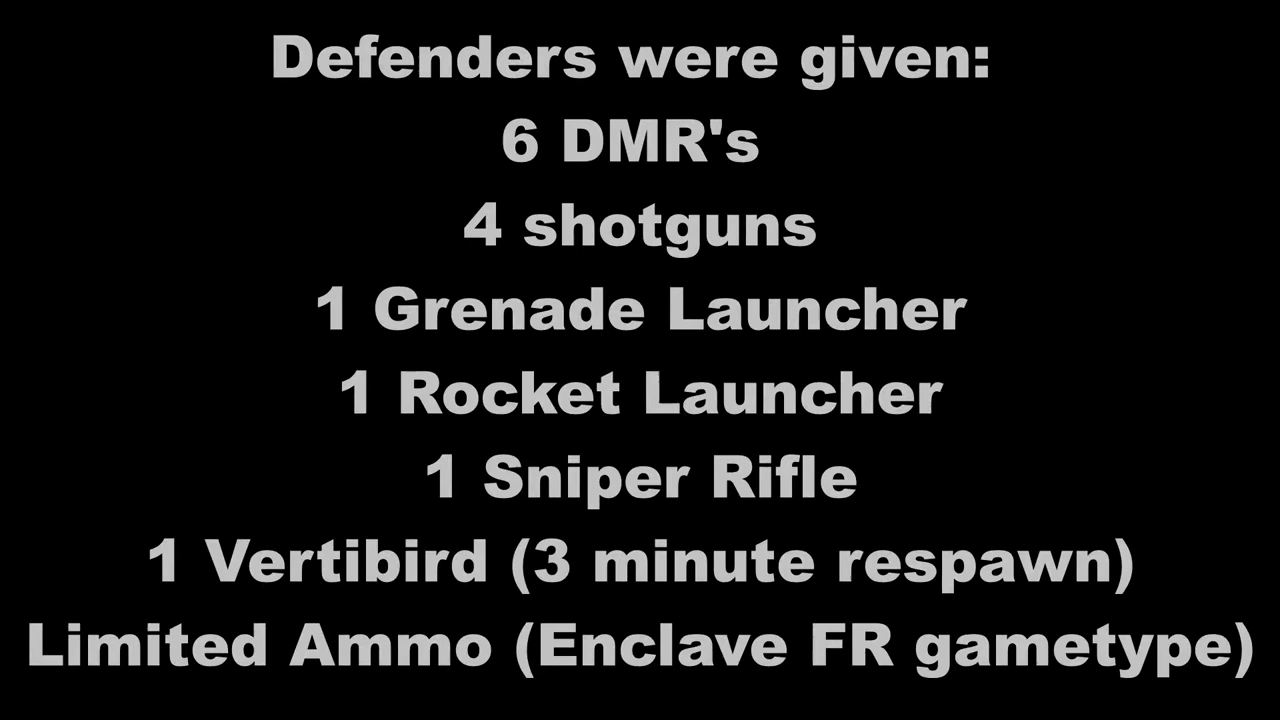 Defenders were given:
6 DMR's
4 shotguns
1 Grenade Launcher
1 Rocket Launcher
1 Sniper Rifle
1 Vertibird (3 minute respawn)
Limited Ammo (Enclave FR gametype)